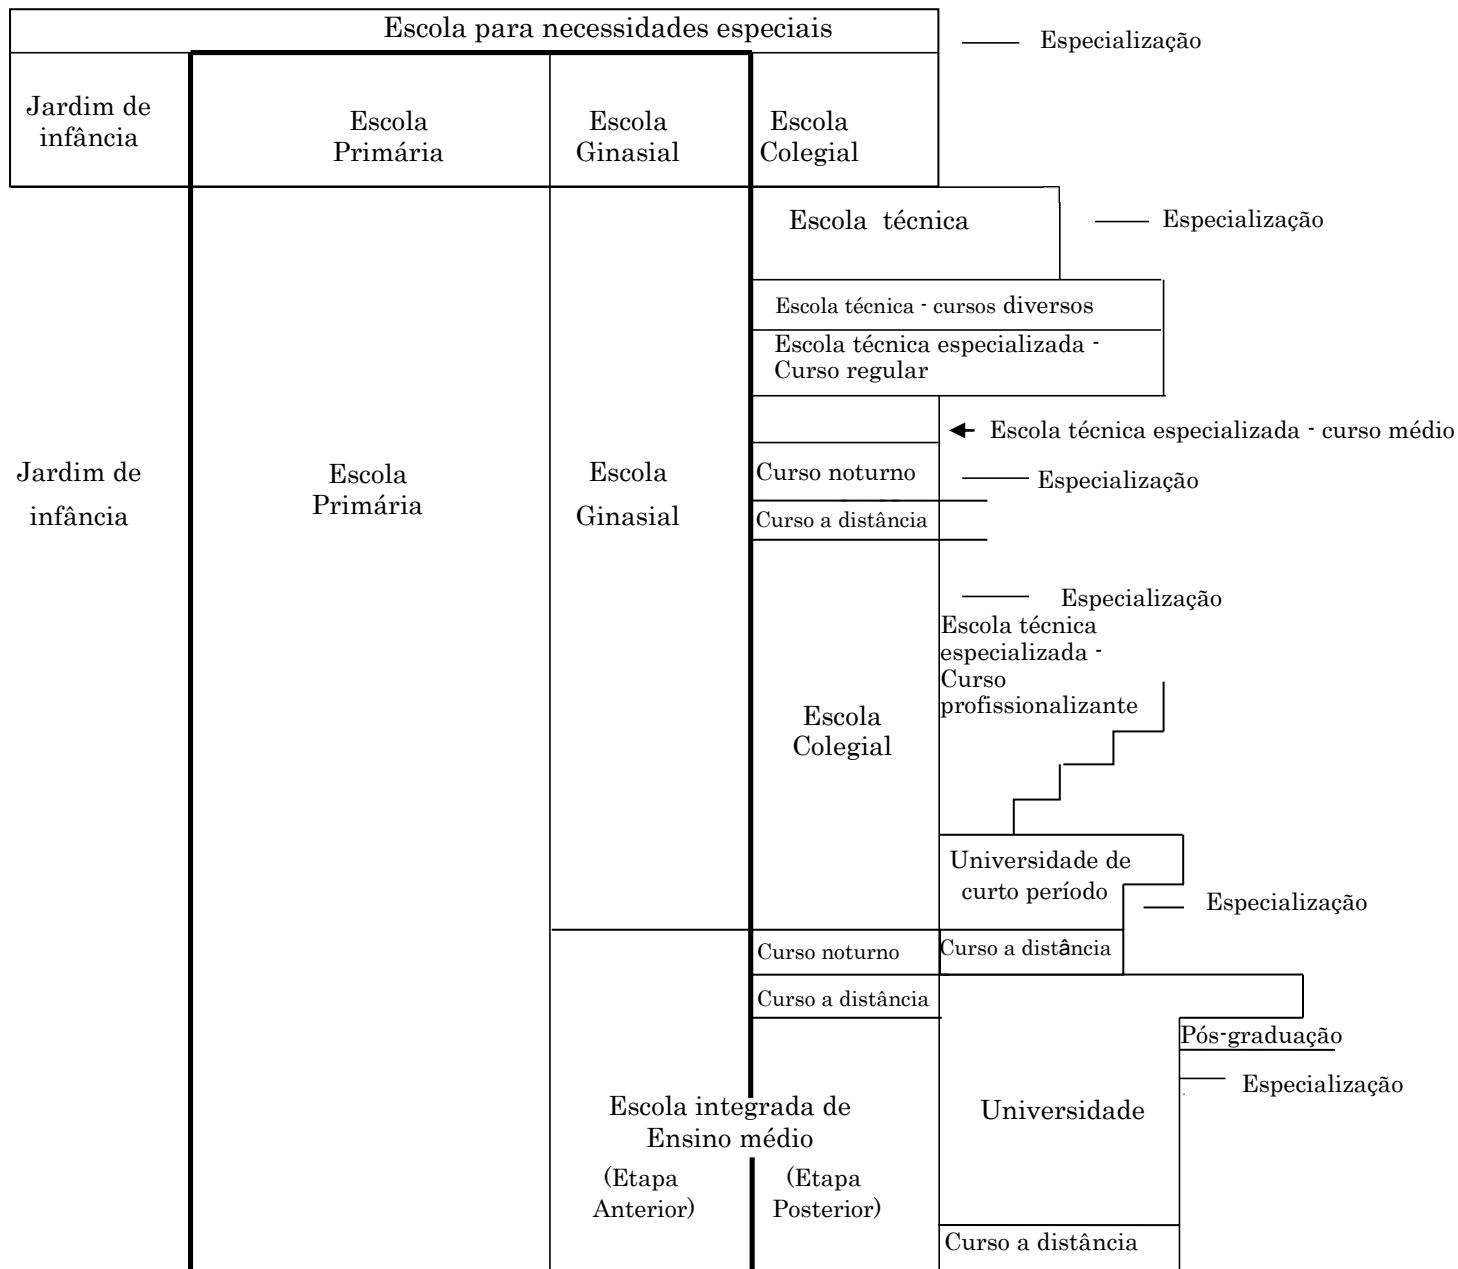 Escola para necessidades especiais
Especialização
Jardim de
infância
Escola
Primária
Escola
Ginasial
Escola
Colegial
Escola técnica
Especialização
Escola técnica - cursos diversos
Escola técnica especializada -
Curso regular
Escola técnica especializada - curso médio
Jardim de
infância
Escola
Primária
Escola
Ginasial
Curso noturno
Especialização
Curso a distância
Especialização
Escola técnica
especializada -
Curso
profissionalizante
Escola
Colegial
Universidade de
curto período
Especialização
Curso noturno
Curso a distância
Curso a distância
Pós-graduação
Especialização
Escola integrada de
Ensino médio
Universidade
(Etapa
Anterior)
(Etapa
Posterior)
Curso a distância